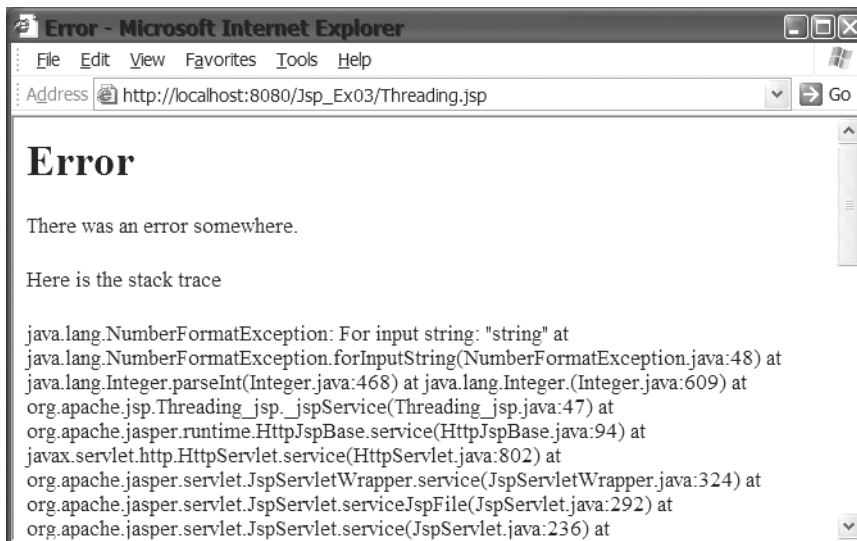 Error - Microsoft Internet Explorer
File Edit View Favorites Tools Help
Address http://localhost:8080/Jsp_Ex03/Threading.jsp Go
Error
There was an error somewhere.
Here is the stack trace
java.lang.NumberFormatException: For input string: "string" at
java.lang.NumberFormatException.forInputString(NumberFormatException.java:48) at
java.lang.Integer.parseInt(Integer.java:468) at java.lang.Integer.(Integer.java:609) at
org.apache.jsp.Threading_jsp._jspService(Threading_jsp.java:47) at
org.apache.jasper.runtime.HttpJspBase.service(HttpJspBase.java:94) at
javax.servlet.http.HttpServlet.service(HttpServlet.java:802) at
org.apache.jasper.servlet.JspServletWrapper.service(JspServletWrapper.java:324) at
org.apache.jasper.servlet.JspServlet.serviceJspFile(JspServlet.java:292) at
org.apache.jasper.servlet.JspServlet.service(JspServlet.java:236) at